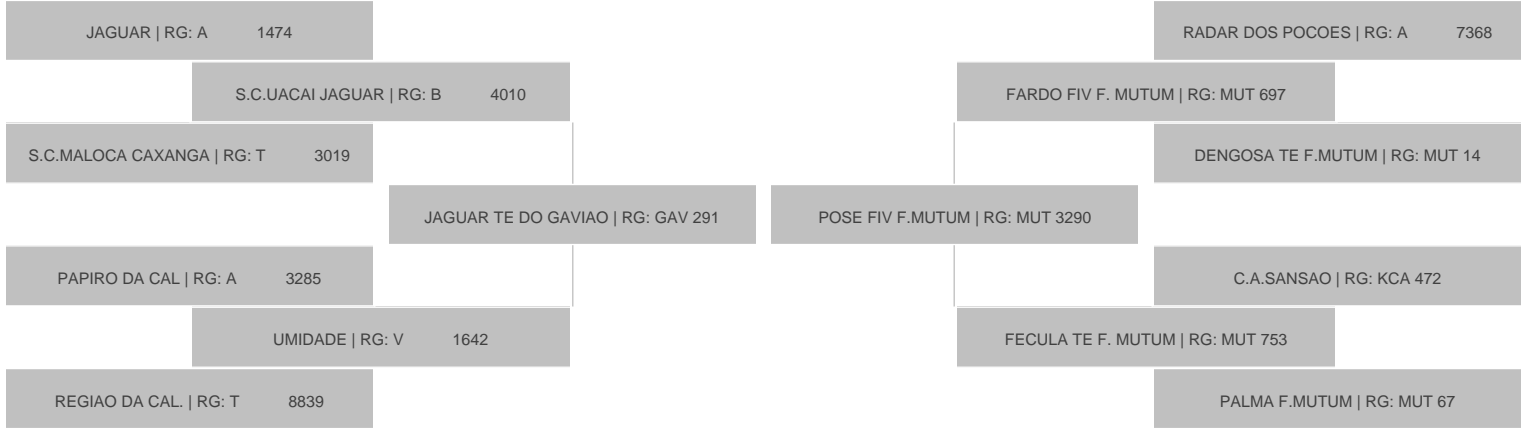 JAGUAR | RG: A 1474
RADAR DOS POCOES | RG: A 7368
S.C.UACAI JAGUAR | RG: B 4010
FARDO FIV F. MUTUM | RG: MUT 697
S.C.MALOCA CAXANGA | RG: T 3019
DENGOSA TE F.MUTUM | RG: MUT 14
JAGUAR TE DO GAVIAO | RG: GAV 291
POSE FIV F.MUTUM | RG: MUT 3290
PAPIRO DA CAL | RG: A 3285
C.A.SANSAO | RG: KCA 472
UMIDADE | RG: V 1642
FECULA TE F. MUTUM | RG: MUT 753
REGIAO DA CAL. | RG: T 8839
PALMA F.MUTUM | RG: MUT 67